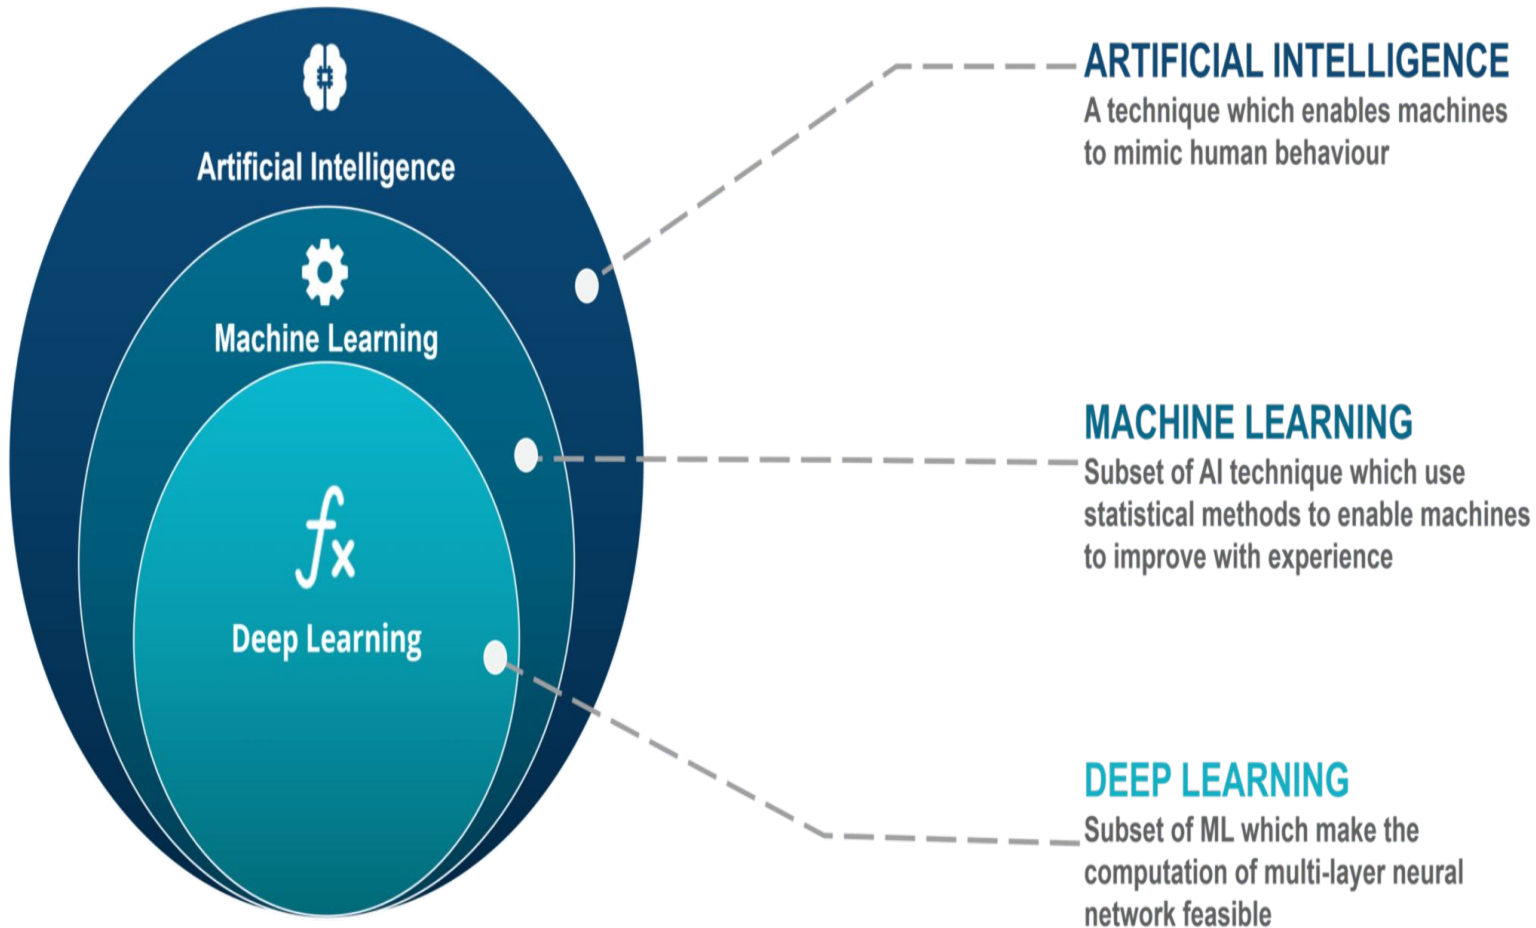 Artificial Intelligence
Machine Learning
fx
Deep Learning
ARTIFICIAL INTELLIGENCE
A technique which enables machines
to mimic human behaviour
MACHINE LEARNING
Subset of AI technique which use
statistical methods to enable machines
to improve with experience
DEEP LEARNING
Subset of ML which make the
computation of multi-layer neural
network feasible